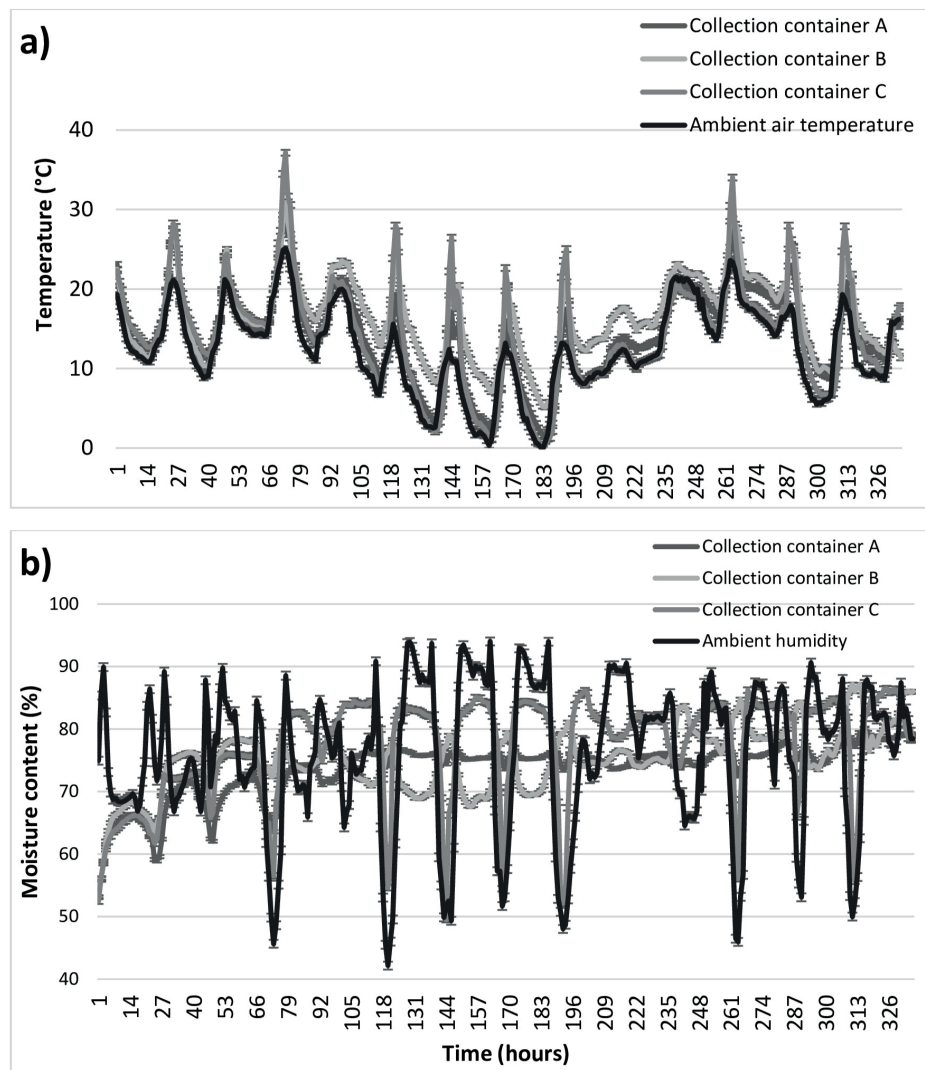 a)
Collection container A
Collection container B
Collection container C
Ambient air temperature
Temperature (°C)
40
30
20
10
0
1 14 27 40 53 66 79 92 105 118 131 144 157 170 183 196 209 222 235 248 261 274 287 300 313 326
b)
Collection container A
Collection container B
Collection container C
Ambient humidity
Moisture content (%)
100
90
80
70
60
50
40
1 14 27 40 53 66 79 92 105 118 131 144 157 170 183 196 209 222 235 248 261 274 287 300 313 326
Time (hours)